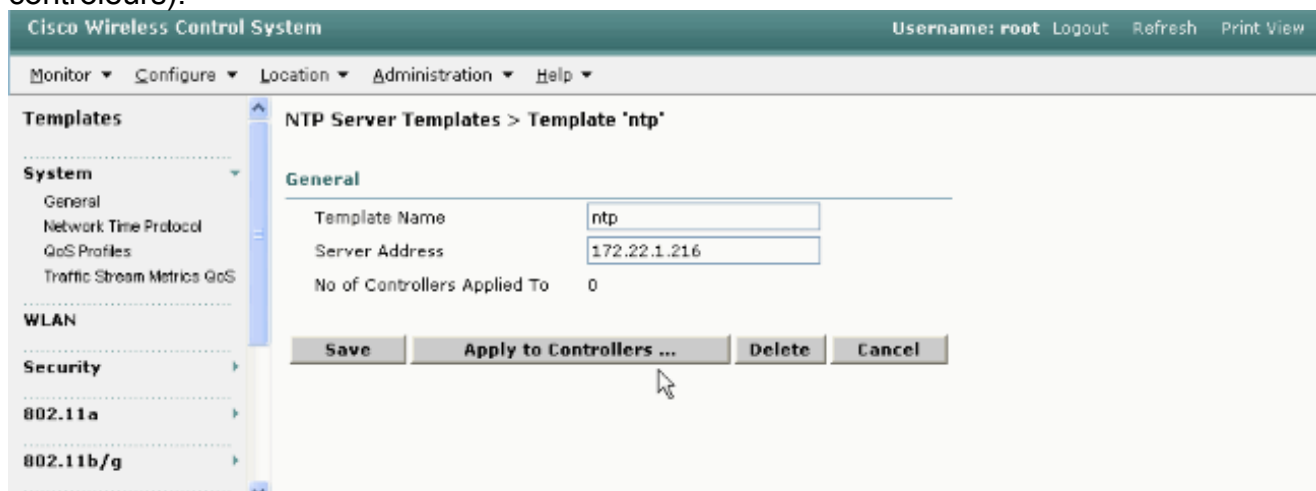 controleurs).
Cisco Wireless Control System Username: root Logout Refresh Print View
Monitor Configure Location Administration Help
Templates
NTP Server Templates > Template 'ntp'
System
General
General
Template Name ntp
Network Time Protocol
QoS Profiles
Server Address 172.22.1.216
Traffic Stream Metrics QoS
No of Controllers Applied To 0
WLAN
Save Apply to Controllers ... Delete Cancel
Security
802.11a
802.11b/g